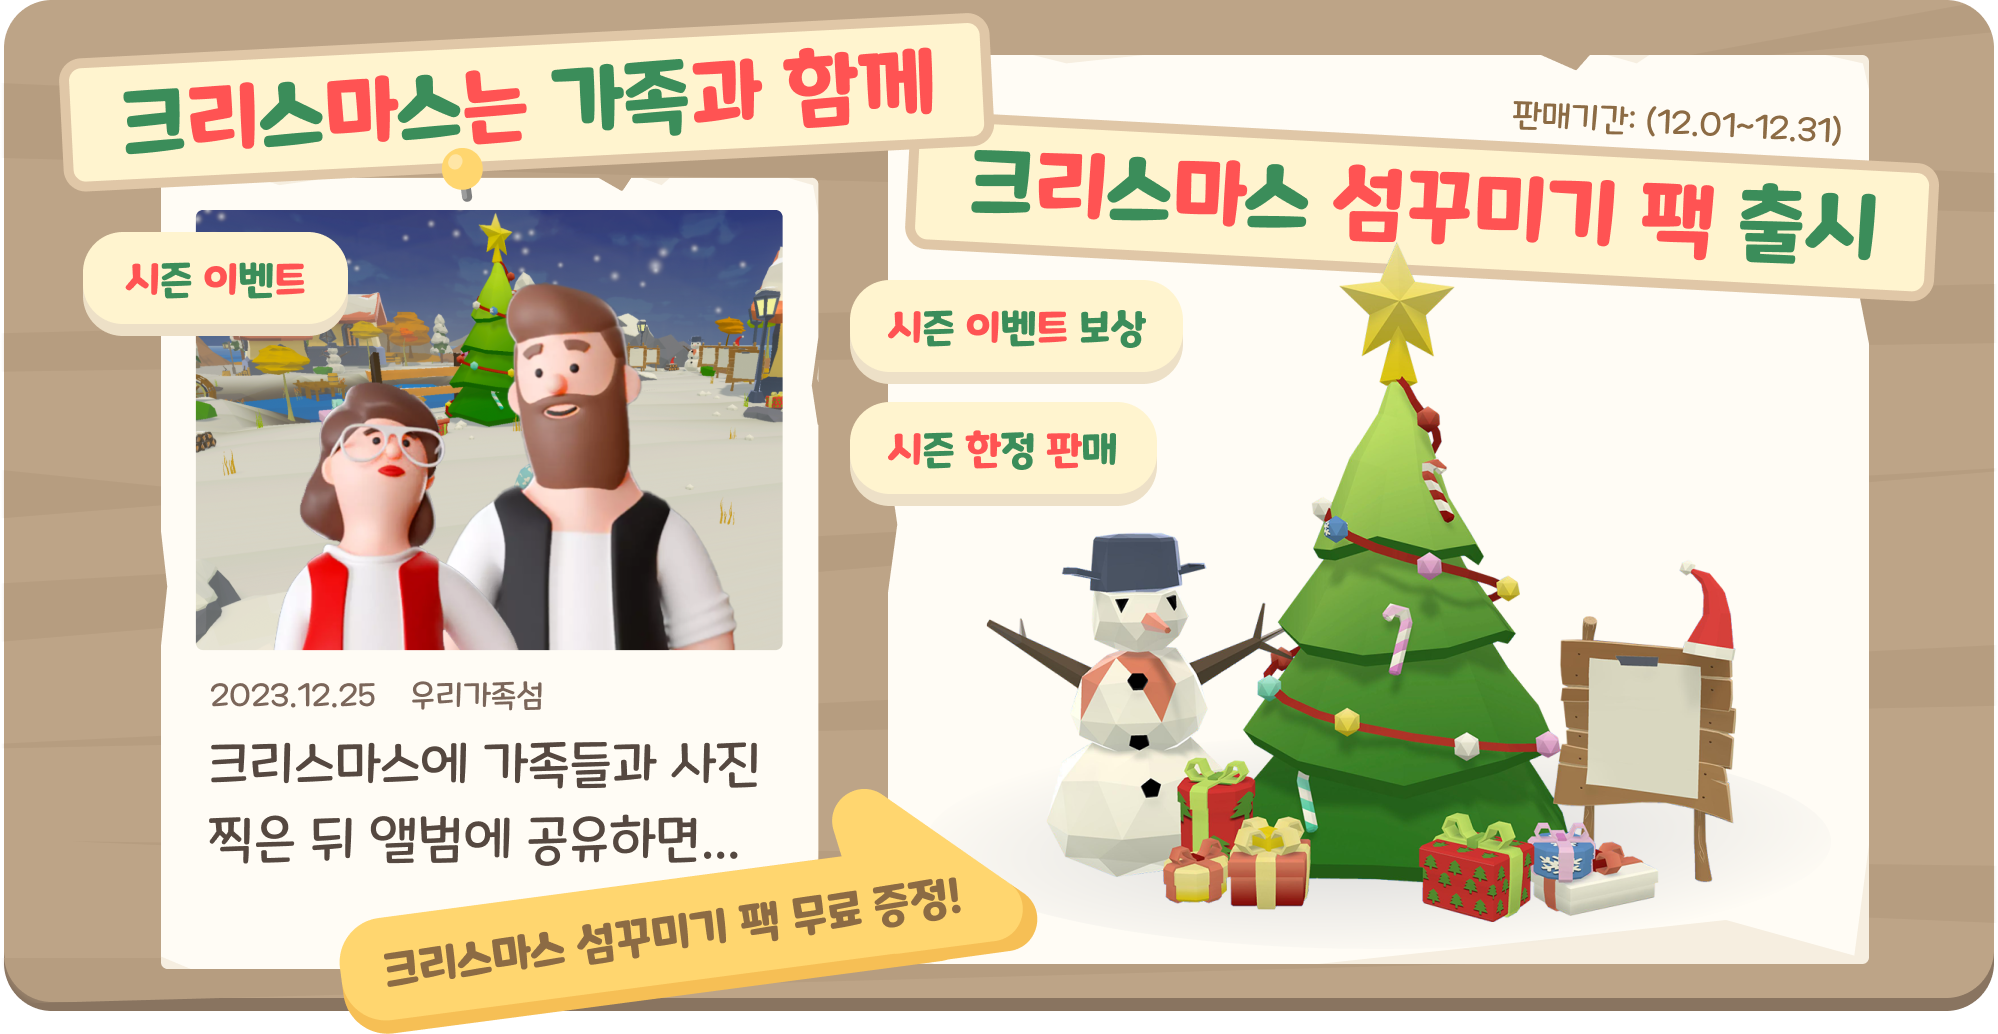 크리스마스는 가족과 함께
시즌 이벤트
2023.12.25 우리가족섬
크리스마스에 가족들과 사진
찍은 뒤 앨범에 공유하면...
크리스마스 섬꾸미기 팩 무료 증정!
판매기간: (12.01~12.31)
크리스마스 섬꾸미기 팩 출시
시즌 이벤트 보상
시즌 한정 판매